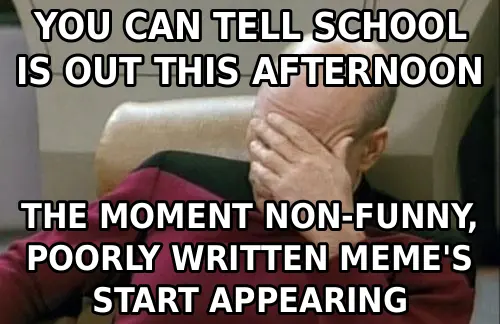 YOU CAN TELL SCHOOL
IS OUT THIS AFTERNOON
THE MOMENT NON-FUNNY,
POORLY WRITTEN MEME'S
START APPEARING